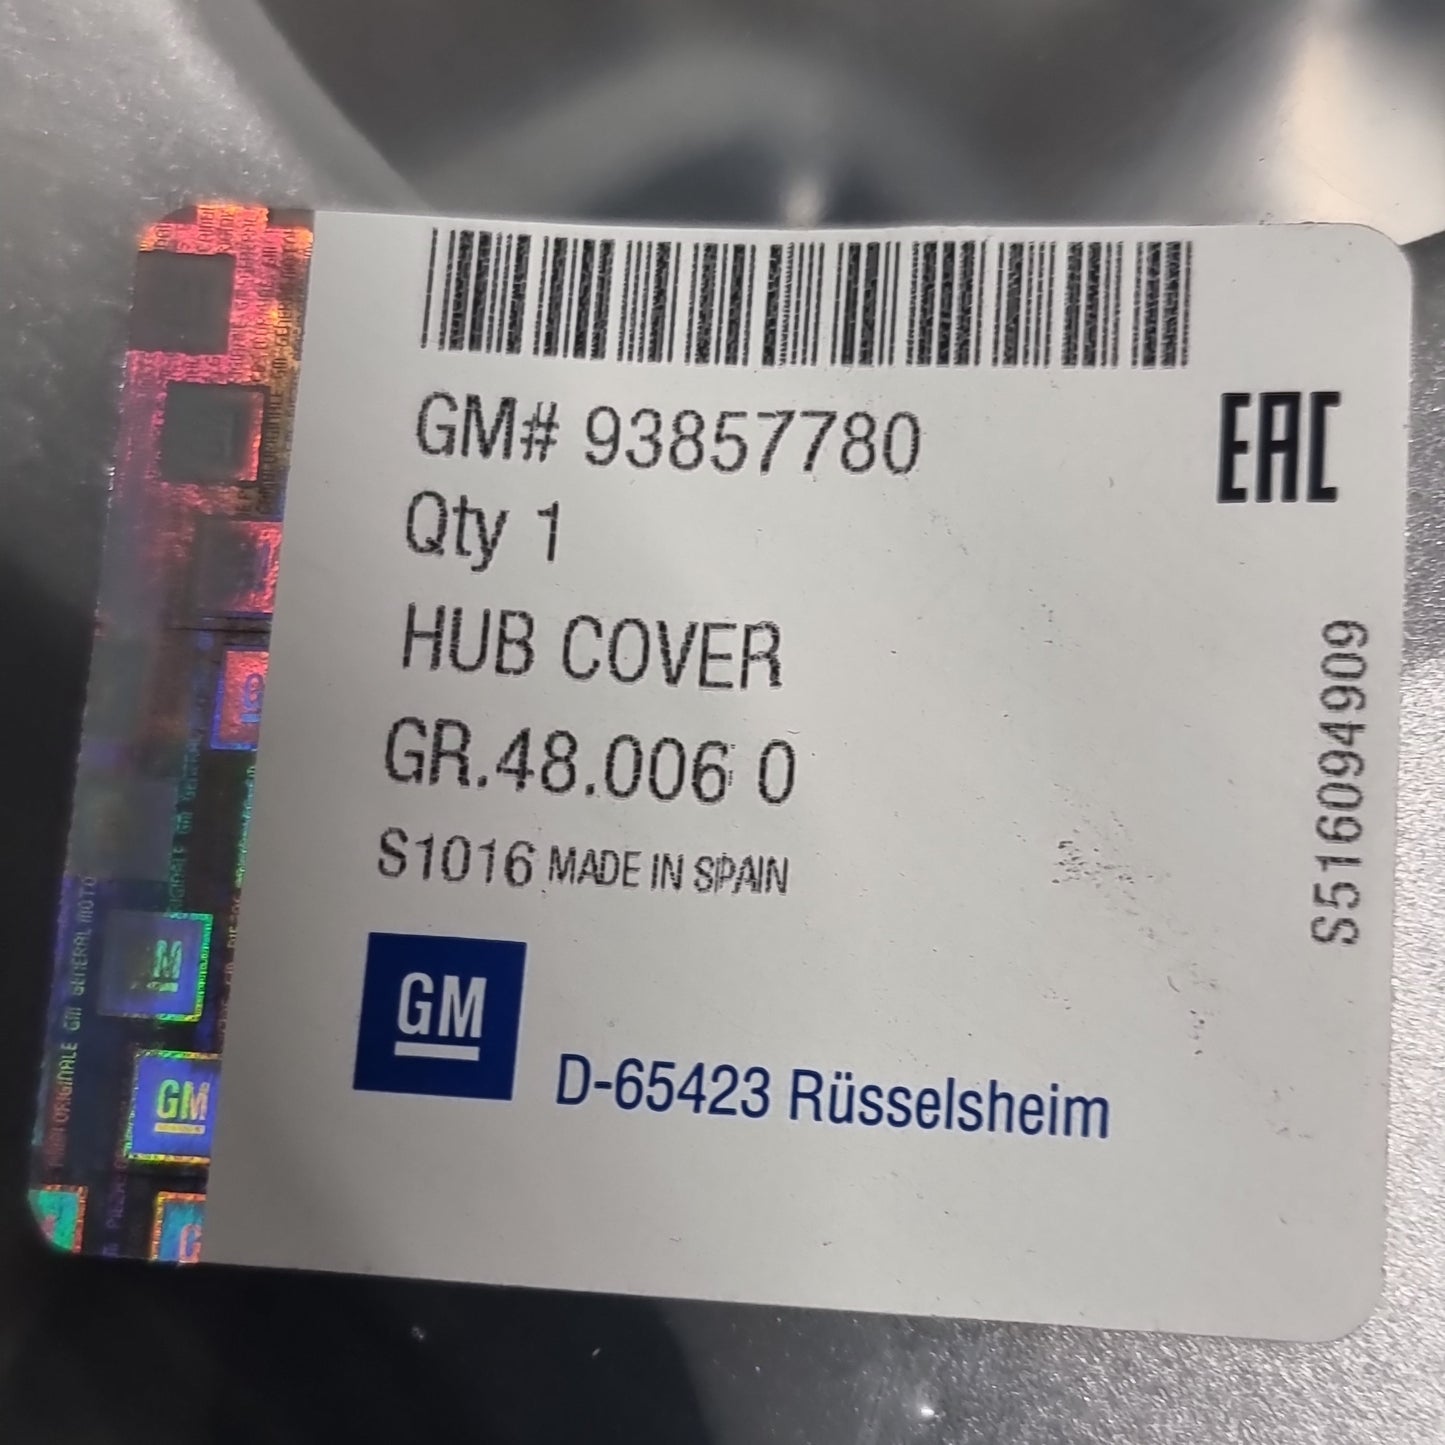 GM# 93857780
EAC
Qty 1
HUB COVER
GR.48.006 0
S1016 MADE IN SPAIN
S516094909
GM
D-65423 Rüsselsheim
GM